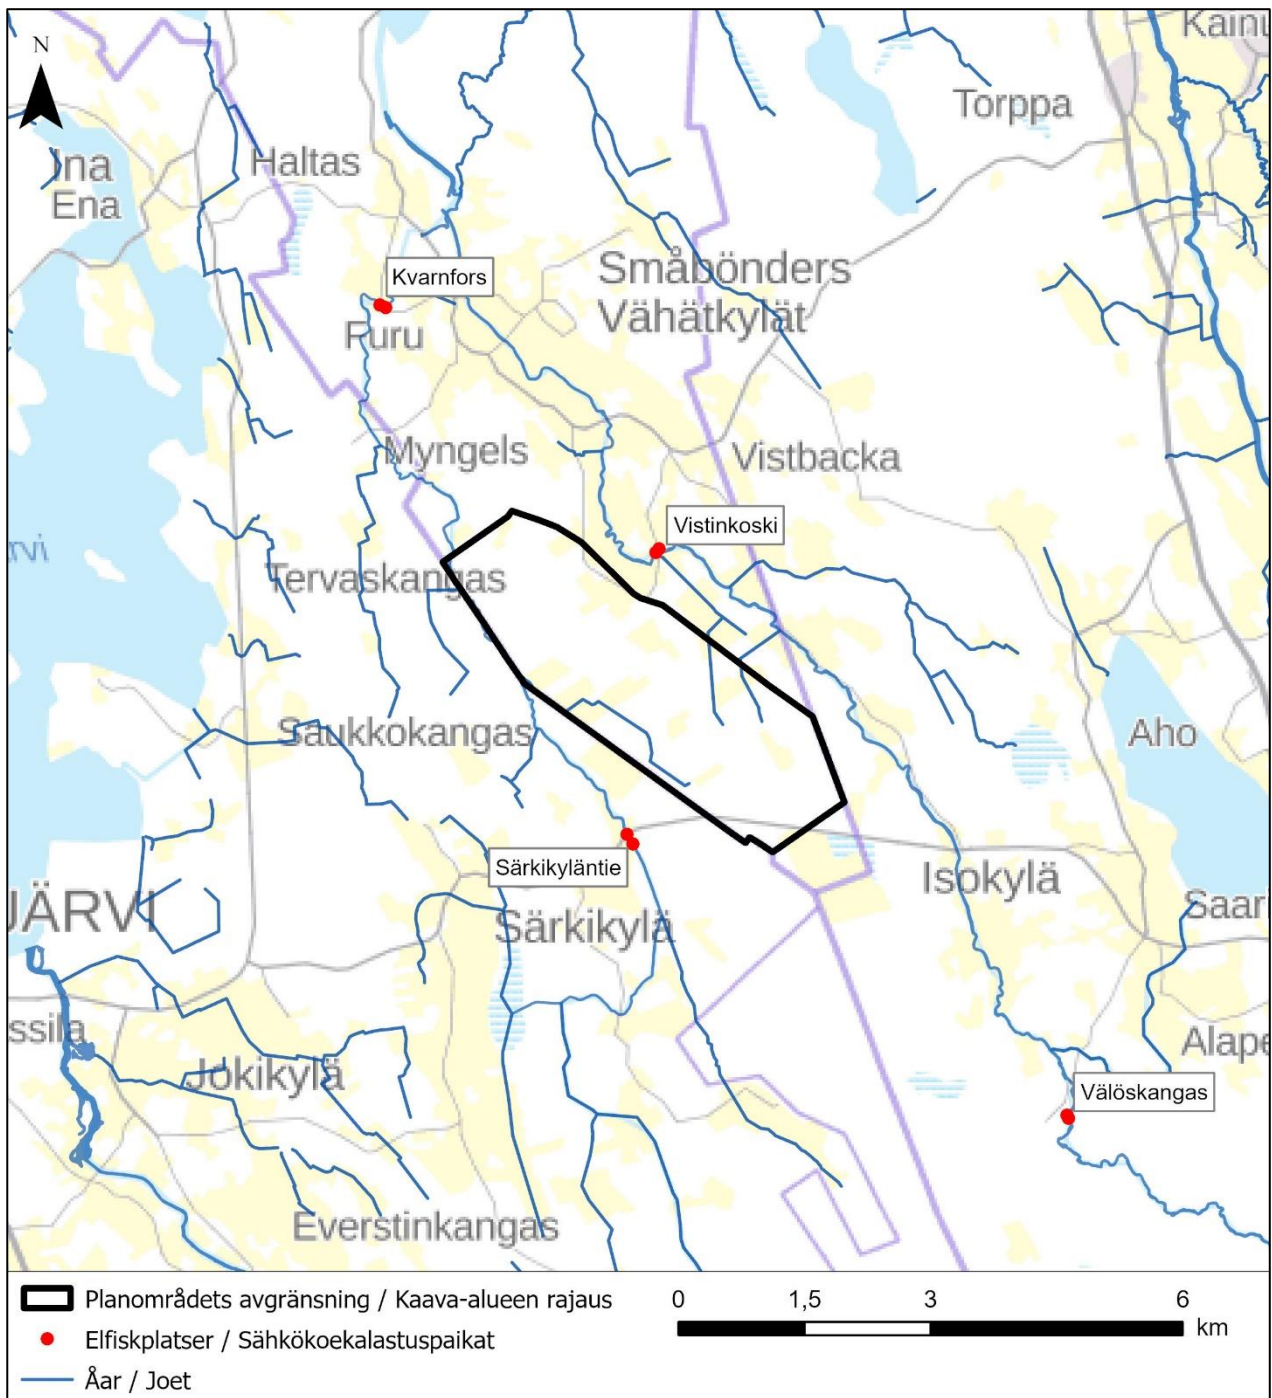 N
Kainu
Torppa
Haltas
Ina
Ena
Kvarnfors
Småbönders
Vähätkylät
Furu
Myngels
Vistbacka
Vistinkoski
rvi
Tervaskangas
Saukkokangas
Aho
Särkikyläntie
Isokylä
JÄRVI
Särkikylä
Saar
ssila
Jokikylä
Alape
Välöskangas
Everstinkangas
Planområdets avgränsning / Kaava-alueen rajaus
0 1,5 3 6
km
Elfiskplatser / Sähkökoekalastuspaikat
Åar / Joet